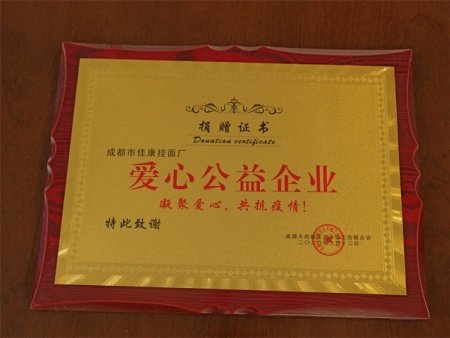 捐赠证书
Donation certificate
成都市佳康挂面厂
爱心公益企业
凝聚爱心，共抗疫情！
特此致谢